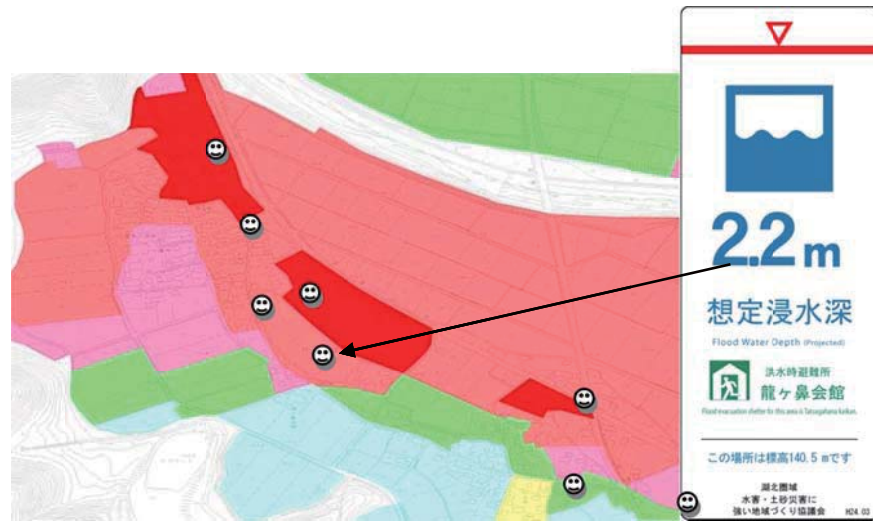 2.2m
想定浸水深
Flood Water Depth (Projected)
洪水時避難所
龍ヶ鼻会館
Flood evacuation shelter for this area is Tatsugahana kaikan.
この場所は標高140.5mです
湖北圏域
水害・土砂災害に
強い地域づくり協議会
H24.03